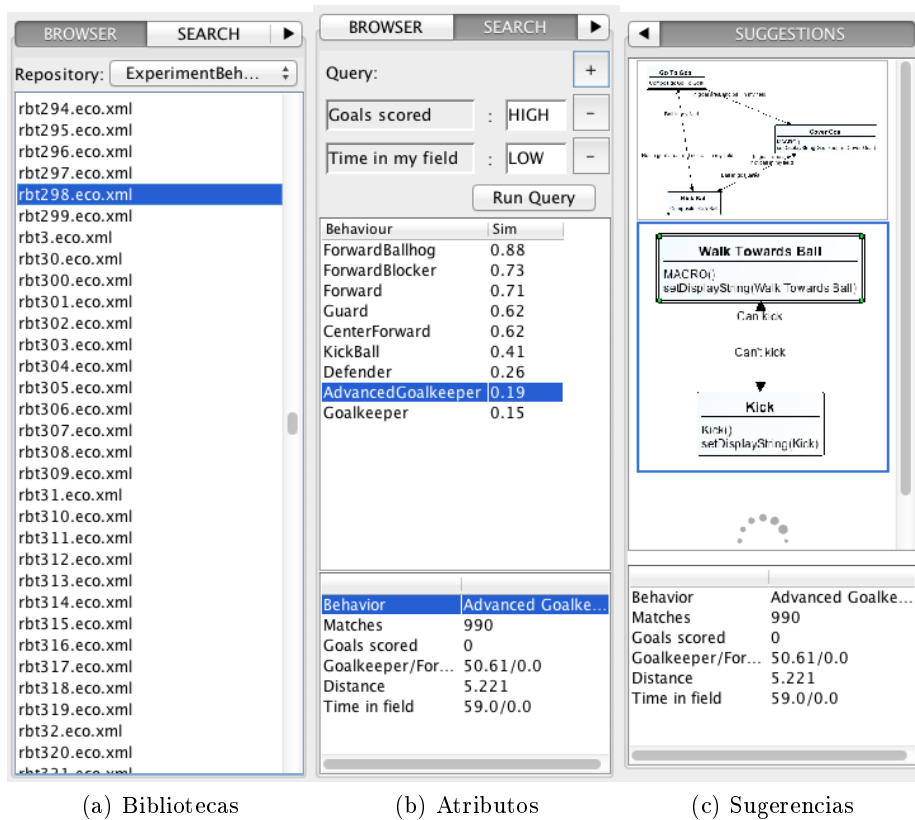 BROWSER SEARCH
Repository: ExperimentBeh...
rbt294.eco.xml
rbt295.eco.xml
rbt296.eco.xml
rbt297.eco.xml
rbt298.eco.xml
rbt299.eco.xml
rbt3.eco.xml
rbt30.eco.xml
rbt300.eco.xml
rbt301.eco.xml
rbt302.eco.xml
rbt303.eco.xml
rbt304.eco.xml
rbt305.eco.xml
rbt306.eco.xml
rbt307.eco.xml
rbt308.eco.xml
rbt309.eco.xml
rbt31.eco.xml
rbt310.eco.xml
rbt311.eco.xml
rbt312.eco.xml
rbt313.eco.xml
rbt314.eco.xml
rbt315.eco.xml
rbt316.eco.xml
rbt317.eco.xml
rbt318.eco.xml
rbt319.eco.xml
rbt32.eco.xml
rbt320.eco.xml
rbt321.eco.xml
(a) Bibliotecas
BROWSER SEARCH
Query: +
Goals scored : HIGH −
Time in my field : LOW −
Run Query
Behaviour Sim
ForwardBallhog 0.88
ForwardBlocker 0.73
Forward 0.71
Guard 0.62
CenterForward 0.62
KickBall 0.41
Defender 0.26
AdvancedGoalkeeper 0.19
Goalkeeper 0.15
Behavior Advanced Goalke...
Matches 990
Goals scored 0
Goalkeeper/For... 50.61/0.0
Distance 5.221
Time in field 59.0/0.0
(b) Atributos
SUGGESTIONS
Go To Goal
Cover Goal
MACRO()
Kick Ball
Walk Towards Ball
MACRO()
setDisplayString(Walk Towards Ball)
Can kick
Can't kick
Kick
Kick()
setDisplayString(Kick)
Behavior Advanced Goalke...
Matches 990
Goals scored 0
Goalkeeper/For... 50.61/0.0
Distance 5.221
Time in field 59.0/0.0
(c) Sugerencias